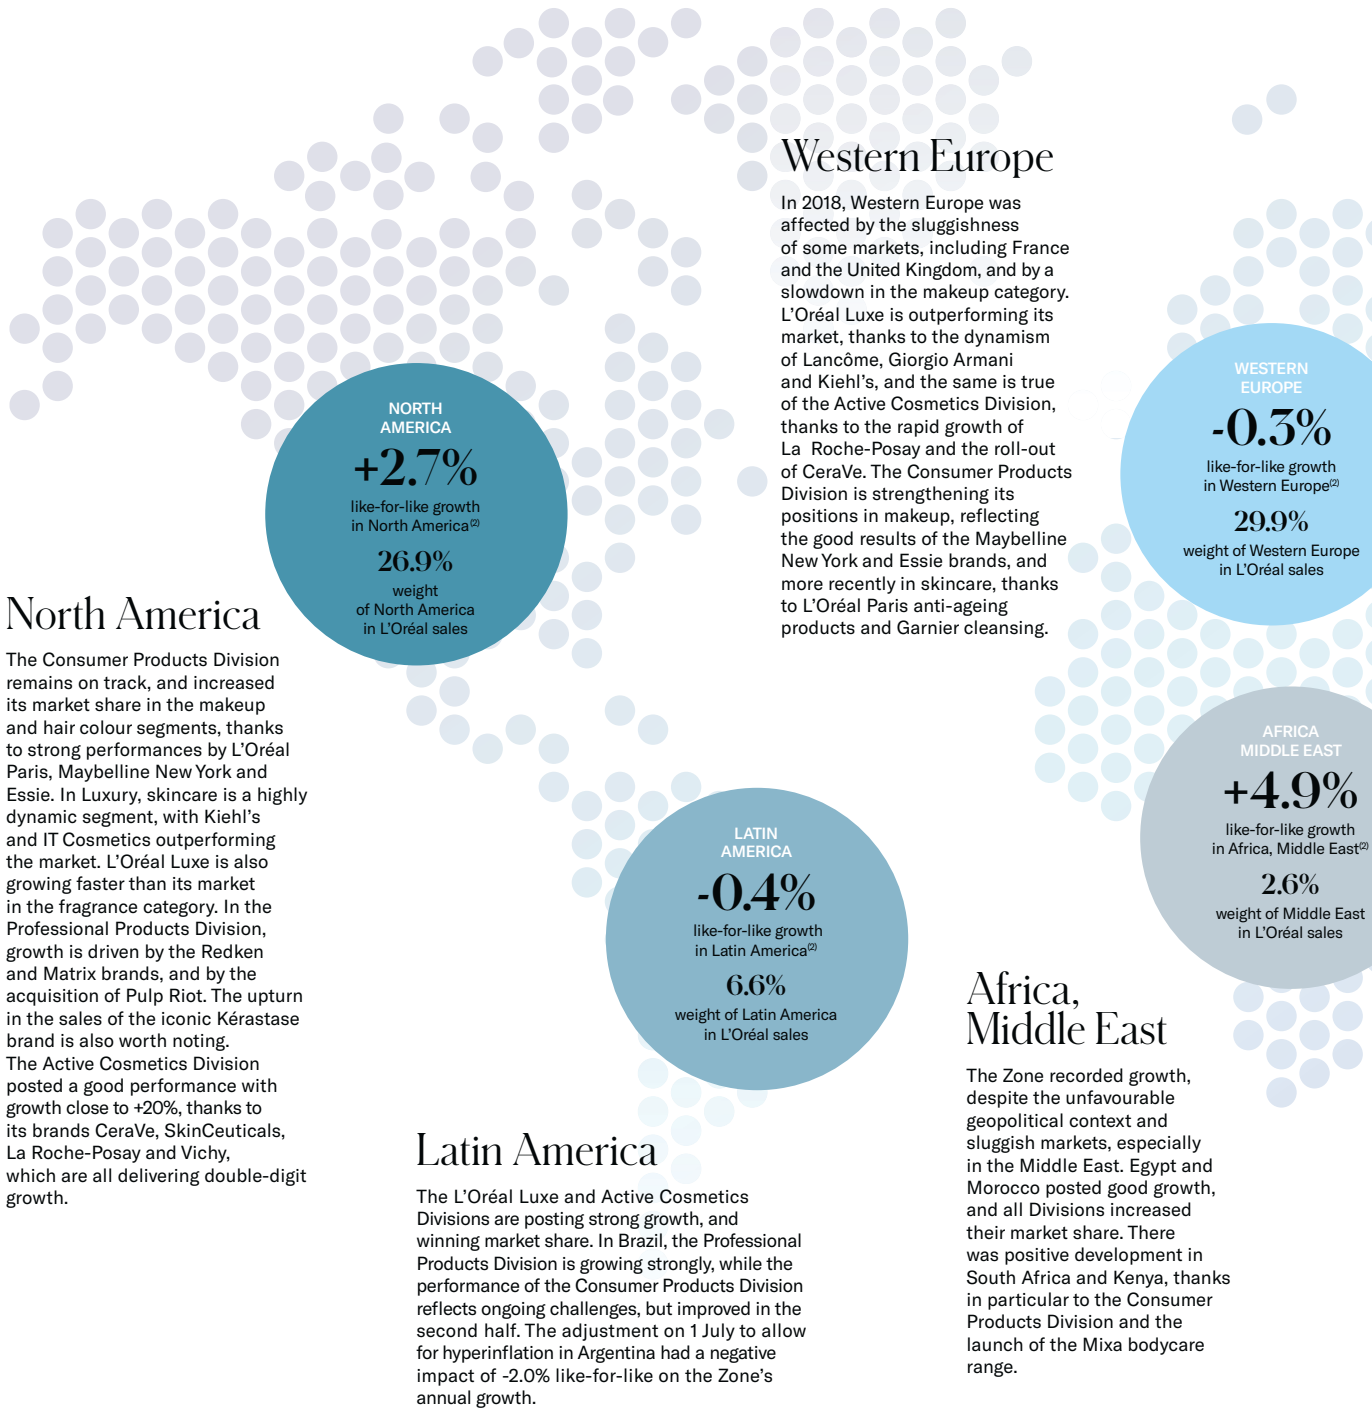 Western Europe
In 2018, Western Europe was
affected by the sluggishness
of some markets, including France
and the United Kingdom, and by a
slowdown in the makeup category.
L’Oréal Luxe is outperforming its
market, thanks to the dynamism
of Lancôme, Giorgio Armani
and Kiehl’s, and the same is true
of the Active Cosmetics Division,
thanks to the rapid growth of
La Roche-Posay and the roll-out
of CeraVe. The Consumer Products
Division is strengthening its
positions in makeup, reflecting
the good results of the Maybelline
New York and Essie brands, and
more recently in skincare, thanks
to L’Oréal Paris anti-ageing
products and Garnier cleansing.
WESTERN
EUROPE
-0.3%
like-for-like growth
in Western Europe(2)
29.9%
weight of Western Europe
in L’Oréal sales
NORTH
AMERICA
+2.7%
like-for-like growth
in North America(2)
26.9%
weight
of North America
in L’Oréal sales
North America
The Consumer Products Division
remains on track, and increased
its market share in the makeup
and hair colour segments, thanks
to strong performances by L’Oréal
Paris, Maybelline New York and
Essie. In Luxury, skincare is a highly
dynamic segment, with Kiehl’s
and IT Cosmetics outperforming
the market. L’Oréal Luxe is also
growing faster than its market
in the fragrance category. In the
Professional Products Division,
growth is driven by the Redken
and Matrix brands, and by the
acquisition of Pulp Riot. The upturn
in the sales of the iconic Kérastase
brand is also worth noting.
The Active Cosmetics Division
posted a good performance with
growth close to +20%, thanks to
its brands CeraVe, SkinCeuticals,
La Roche-Posay and Vichy,
which are all delivering double-digit
growth.
LATIN
AMERICA
-0.4%
like-for-like growth
in Latin America(2)
6.6%
weight of Latin America
in L’Oréal sales
Latin America
The L’Oréal Luxe and Active Cosmetics
Divisions are posting strong growth, and
winning market share. In Brazil, the Professional
Products Division is growing strongly, while the
performance of the Consumer Products Division
reflects ongoing challenges, but improved in the
second half. The adjustment on 1 July to allow
for hyperinflation in Argentina had a negative
impact of -2.0% like-for-like on the Zone’s
annual growth.
AFRICA
MIDDLE EAST
+4.9%
like-for-like growth
in Africa, Middle East(2)
2.6%
weight of Middle East
in L’Oréal sales
Africa,
Middle East
The Zone recorded growth,
despite the unfavourable
geopolitical context and
sluggish markets, especially
in the Middle East. Egypt and
Morocco posted good growth,
and all Divisions increased
their market share. There
was positive development in
South Africa and Kenya, thanks
in particular to the Consumer
Products Division and the
launch of the Mixa bodycare
range.